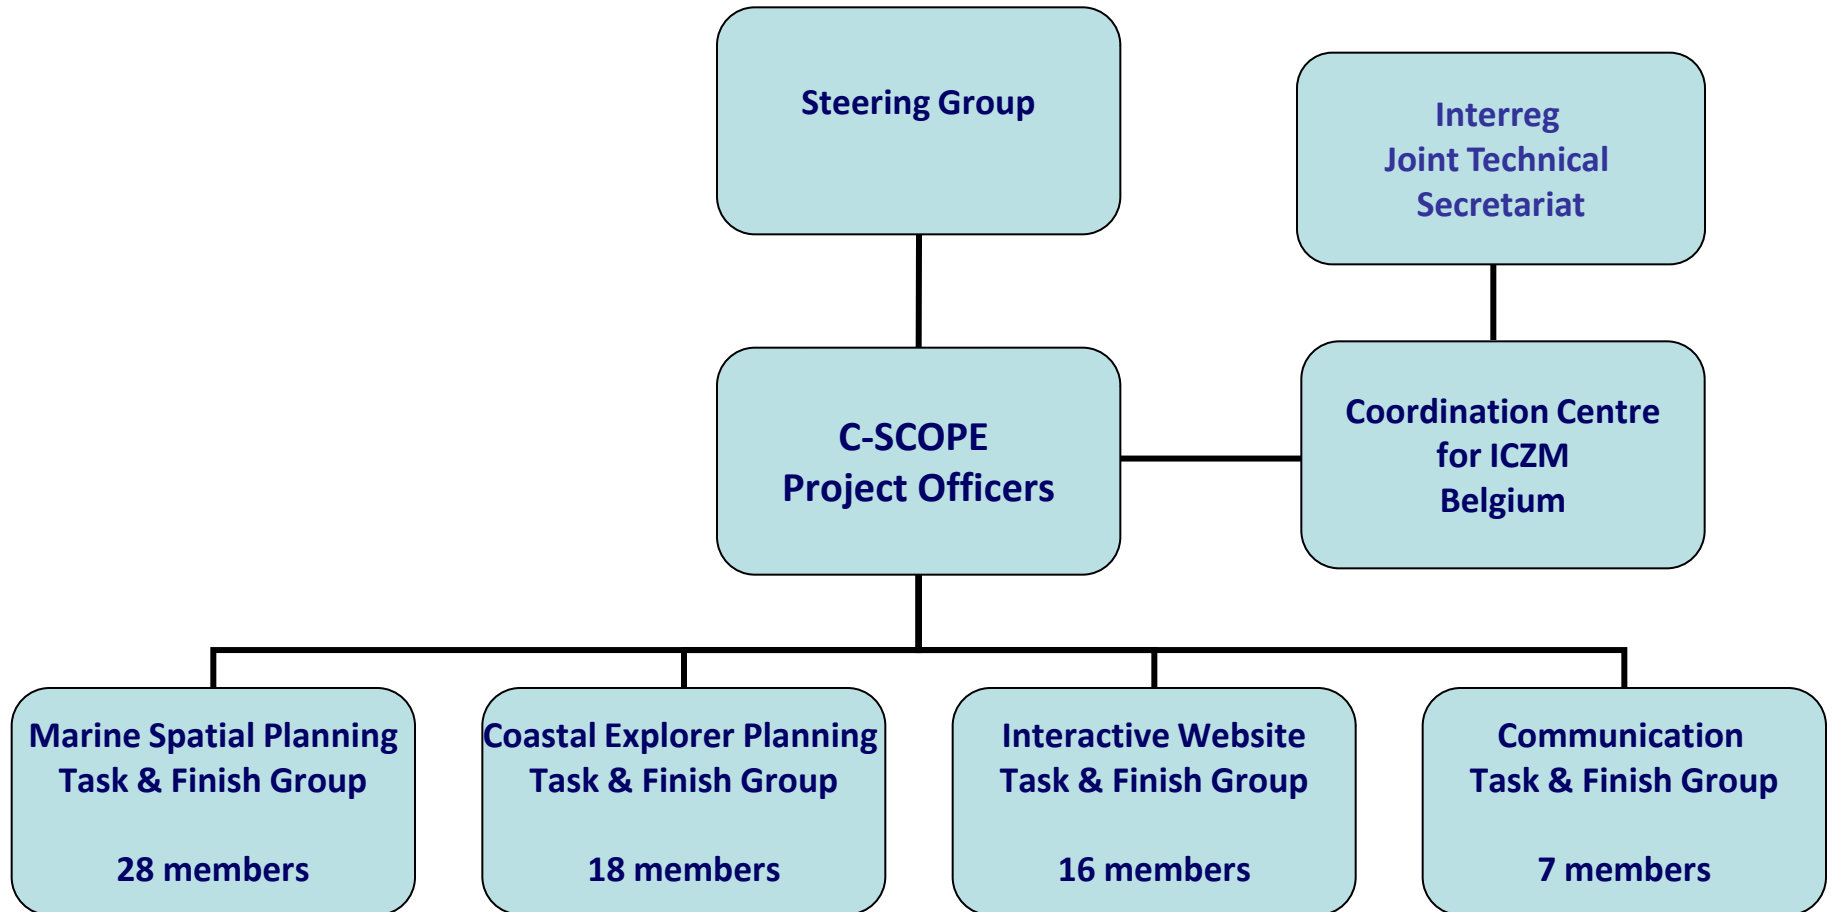 Steering Group
Interreg
Joint Technical
Secretariat
C-SCOPE
Project Officers
Coordination Centre
for ICZM
Belgium
Marine Spatial Planning
Task & Finish Group
28 members
Coastal Explorer Planning
Task & Finish Group
18 members
Interactive Website
Task & Finish Group
16 members
Communication
Task & Finish Group
7 members